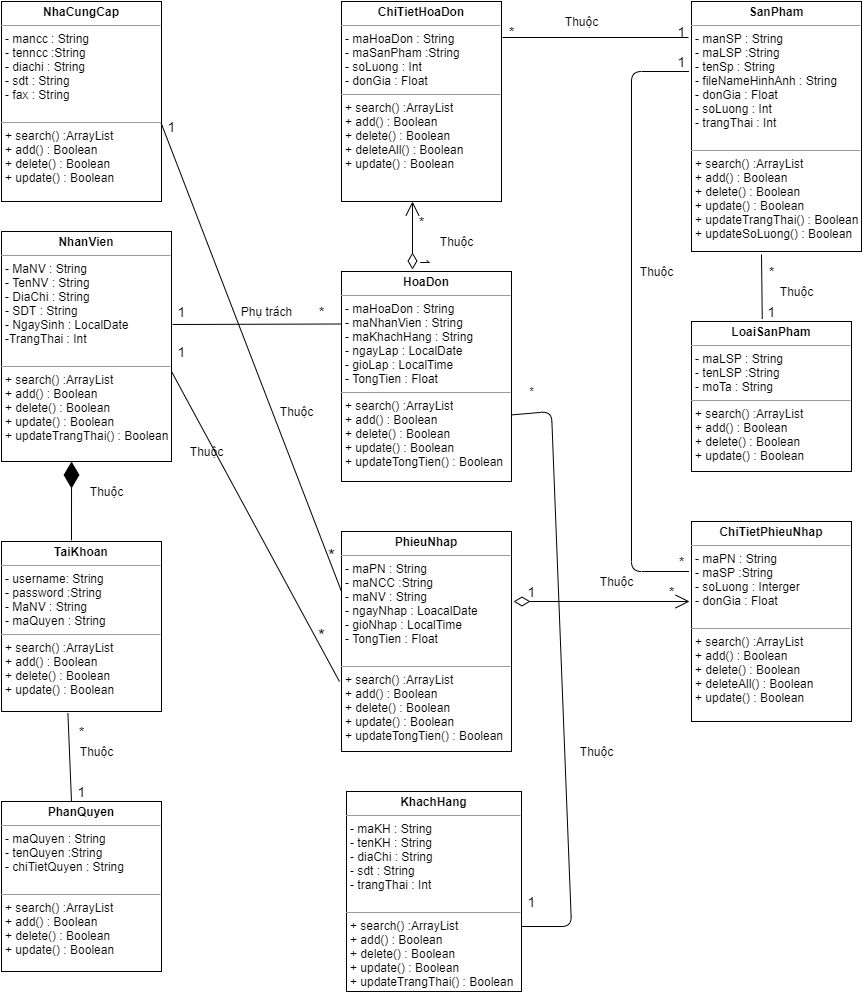 NhaCungCap
- mancc : String
- tenncc :String
- diachi : String
- sdt : String
- fax : String
+ search() :ArrayList
+ add() : Boolean
+ delete() : Boolean
+ update() : Boolean
1
ChiTietHoaDon
- maHoaDon : String
- maSanPham :String
- soLuong : Int
- donGia : Float
+ search() :ArrayList
+ add() : Boolean
+ delete() : Boolean
+ deleteAll() : Boolean
+ update() : Boolean
*
Thuộc
1
1
SanPham
- manSP : String
- maLSP :String
- tenSp : String
- fileNameHinhAnh : String
- donGia : Float
- soLuong : Int
- trangThai : Int
+ search() :ArrayList
+ add() : Boolean
+ delete() : Boolean
+ update() : Boolean
+ updateTrangThai() : Boolean
+ updateSoLuong() : Boolean
*
Thuộc
1
NhanVien
- MaNV : String
- TenNV : String
- DiaChi : String
- SDT : String
- NgaySinh : LocalDate
-TrangThai : Int
+ search() :ArrayList
+ add() : Boolean
+ delete() : Boolean
+ update() : Boolean
+ updateTrangThai() : Boolean
1
Phụ trách
*
1
Thuộc
Thuộc
*
Thuộc
1
HoaDon
- maHoaDon : String
- maNhanVien : String
- maKhachHang : String
- ngayLap : LocalDate
- gioLap : LocalTime
- TongTien : Float
+ search() :ArrayList
+ add() : Boolean
+ delete() : Boolean
+ update() : Boolean
+ updateTongTien() : Boolean
*
Thuộc
LoaiSanPham
- maLSP : String
- tenLSP : String
- moTa : String
+ search() :ArrayList
+ add() : Boolean
+ delete() : Boolean
+ update() : Boolean
Thuộc
TaiKhoan
- username: String
- password :String
- MaNV : String
- maQuyen : String
+ search() :ArrayList
+ add() : Boolean
+ delete() : Boolean
+ update() : Boolean
*
Thuộc
1
*
*
PhieuNhap
- maPN : String
- maNCC :String
- maNV : String
- ngayNhap : LoacalDate
- gioNhap : LocalTime
- TongTien : Float
+ search() :ArrayList
+ add() : Boolean
+ delete() : Boolean
+ update() : Boolean
+ updateTongTien() : Boolean
1
Thuộc
*
*
ChiTietPhieuNhap
- maPN : String
- maSP :String
- soLuong : Interger
- donGia : Float
+ search() :ArrayList
+ add() : Boolean
+ delete() : Boolean
+ deleteAll() : Boolean
+ update() : Boolean
Thuộc
PhanQuyen
- maQuyen : String
- tenQuyen :String
- chiTietQuyen : String
+ search() :ArrayList
+ add() : Boolean
+ delete() : Boolean
+ update() : Boolean
KhachHang
- maKH : String
- tenKH : String
- diaChi : String
- sdt : String
- trangThai : Int
+ search() :ArrayList
+ add() : Boolean
+ delete() : Boolean
+ update() : Boolean
+ updateTrangThai() : Boolean
1